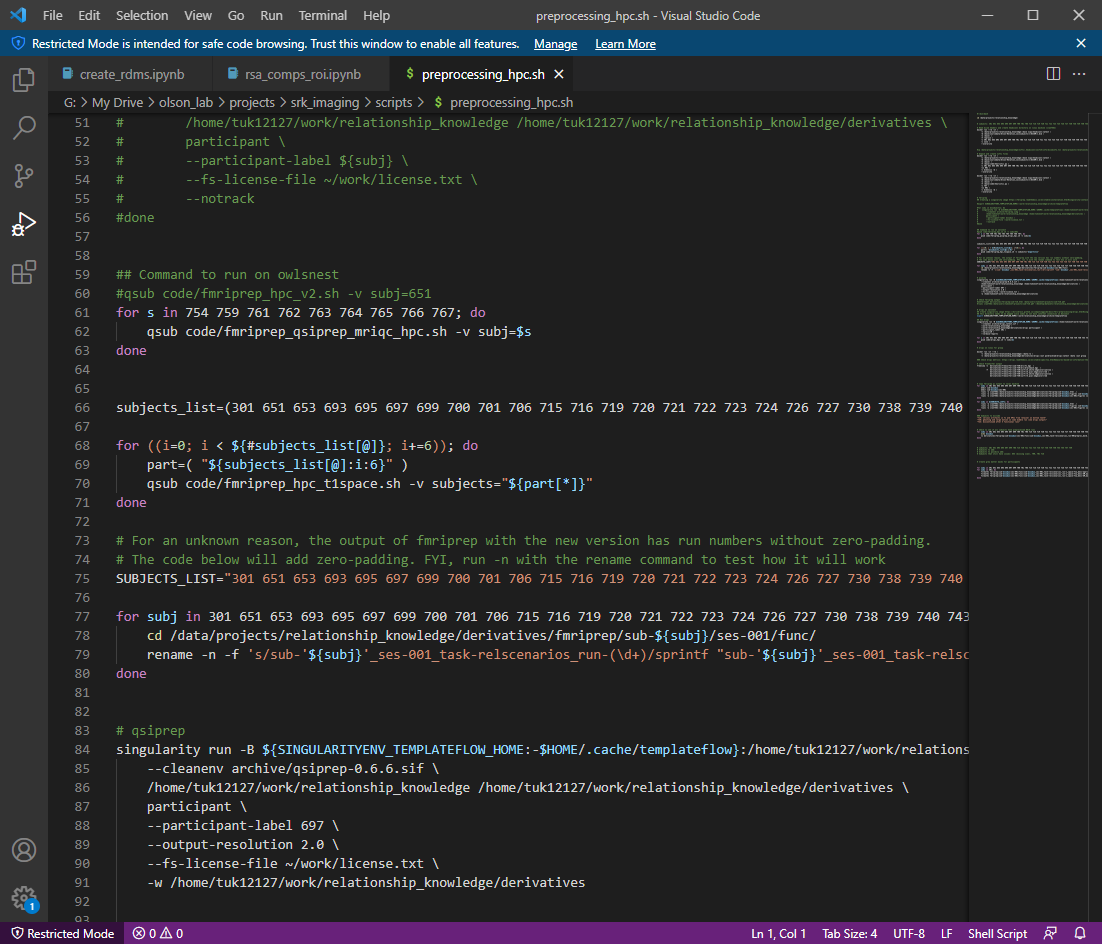 File Edit Selection View Go Run Terminal Help preprocessing_hpc.sh - Visual Studio Code
Restricted Mode is intended for safe code browsing. Trust this window to enable all features. Manage Learn More
create_rdms.ipynb rsa_comps_roi.ipynb $ preprocessing_hpc.sh
G: > My Drive > olson_lab > projects > srk_imaging > scripts > $ preprocessing_hpc.sh
51 # /home/tuk12127/work/relationship_knowledge /home/tuk12127/work/relationship_knowledge/derivatives \
52 # participant \
53 # --participant-label ${subj} \
54 # --fs-license-file ~/work/license.txt \
55 # --notrack
56 #done
57
58
59 ## Command to run on owlsnest
60 #qsub code/fmriprep_hpc_v2.sh -v subj=651
61 for s in 754 759 761 762 763 764 765 766 767; do
62 qsub code/fmriprep_qsiprep_mriqc_hpc.sh -v subj=$s
63 done
64
65
66 subjects_list=(301 651 653 693 695 697 699 700 701 706 715 716 719 720 721 722 723 724 726 727 730 738 739 740
67
68 for ((i=0; i < ${#subjects_list[@]}; i+=6)); do
69 part=( "${subjects_list[@]:i:6}" )
70 qsub code/fmriprep_hpc_t1space.sh -v subjects="${part[*]}"
71 done
72
73 # For an unknown reason, the output of fmriprep with the new version has run numbers without zero-padding.
74 # The code below will add zero-padding. FYI, run -n with the rename command to test how it will work
75 SUBJECTS_LIST="301 651 653 693 695 697 699 700 701 706 715 716 719 720 721 722 723 724 726 727 730 738 739 740
76
77 for subj in 301 651 653 693 695 697 699 700 701 706 715 716 719 720 721 722 723 724 726 727 730 738 739 740 743
78 cd /data/projects/relationship_knowledge/derivatives/fmriprep/sub-${subj}/ses-001/func/
79 rename -n -f 's/sub-'${subj}'_ses-001_task-relscenarios_run-(\d+)/sprintf "sub-'${subj}'_ses-001_task-relsc
80 done
81
82
83 # qsiprep
84 singularity run -B ${SINGULARITYENV_TEMPLATEFLOW_HOME:-$HOME/.cache/templateflow}:/home/tuk12127/work/relations
85 --cleanenv archive/qsiprep-0.6.6.sif \
86 /home/tuk12127/work/relationship_knowledge /home/tuk12127/work/relationship_knowledge/derivatives \
87 participant \
88 --participant-label 697 \
89 --output-resolution 2.0 \
90 --fs-license-file ~/work/license.txt \
91 -w /home/tuk12127/work/relationship_knowledge/derivatives
92
93
1
Restricted Mode 0 0 Ln 1, Col 1 Tab Size: 4 UTF-8 LF Shell Script